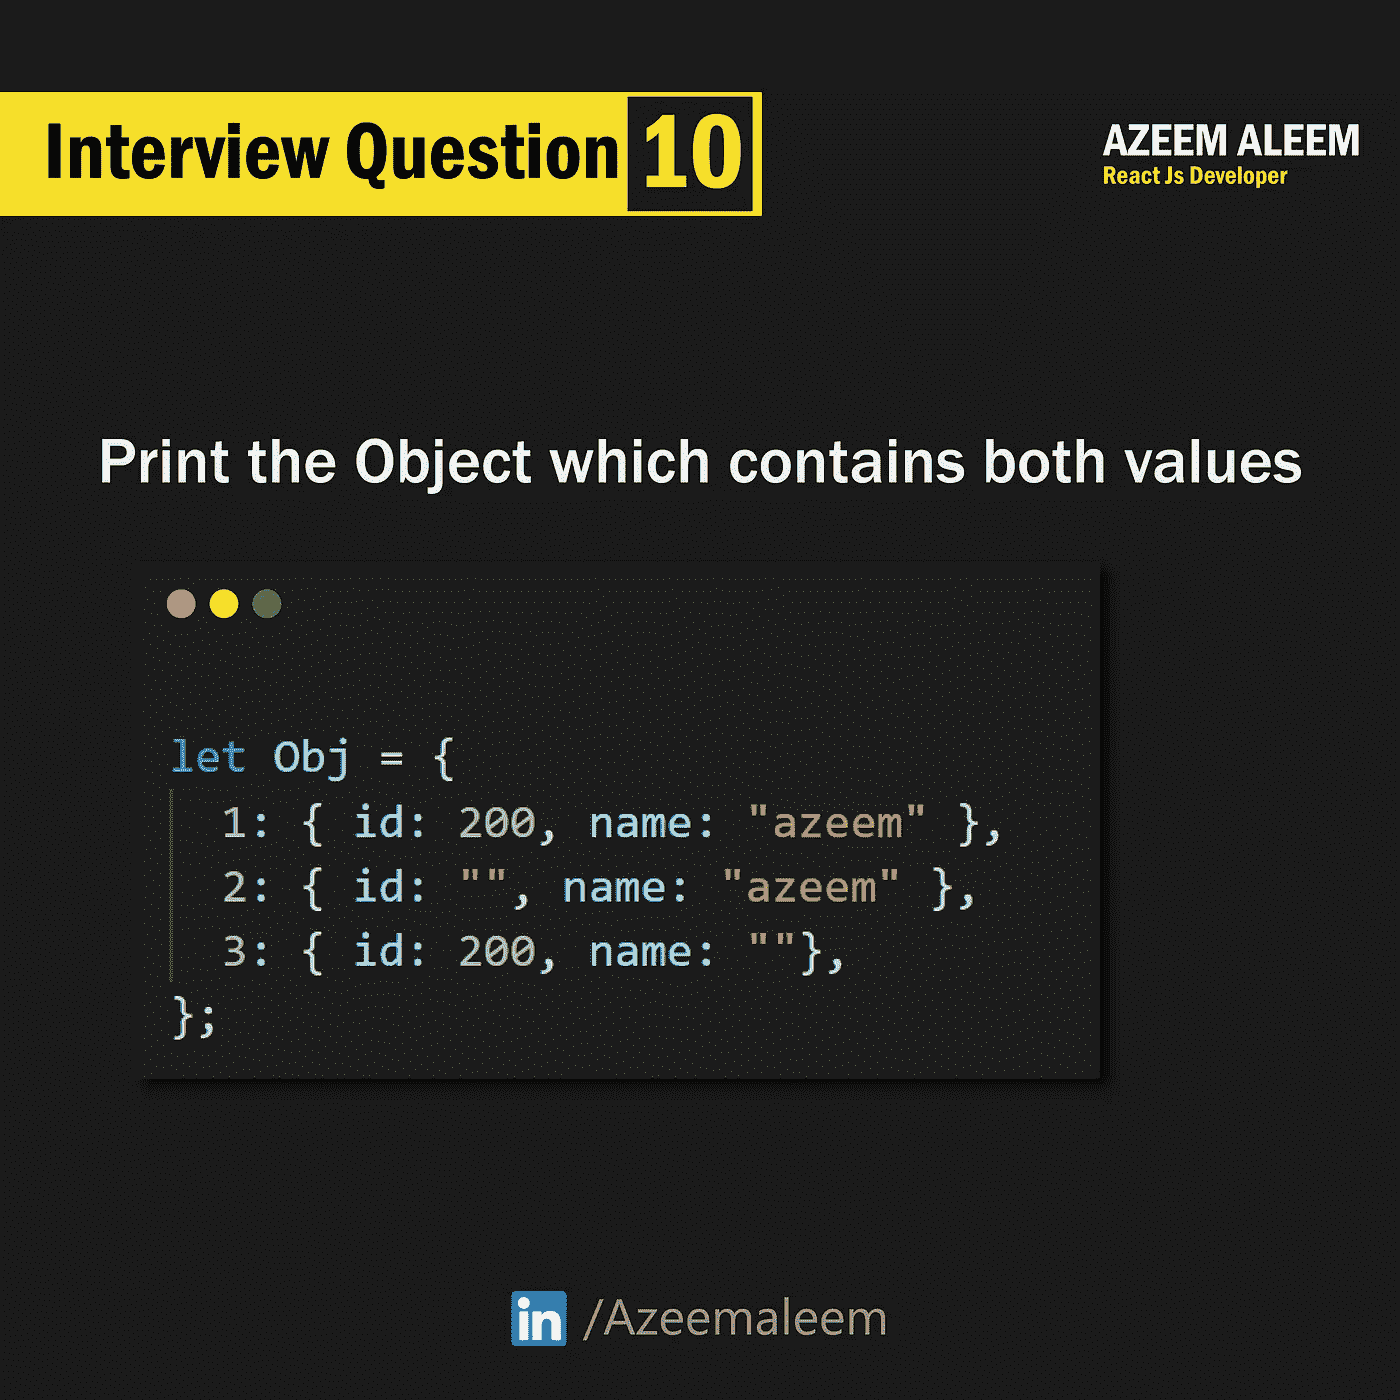 Interview Question 10
AZEEM ALEEM
React Js Developer
Print the Object which contains both values
let Obj = {
1: { id: 200, name: "azeem" },
2: { id: "", name: "azeem" },
3: { id: 200, name: ""},
};
in /Azeemaleem